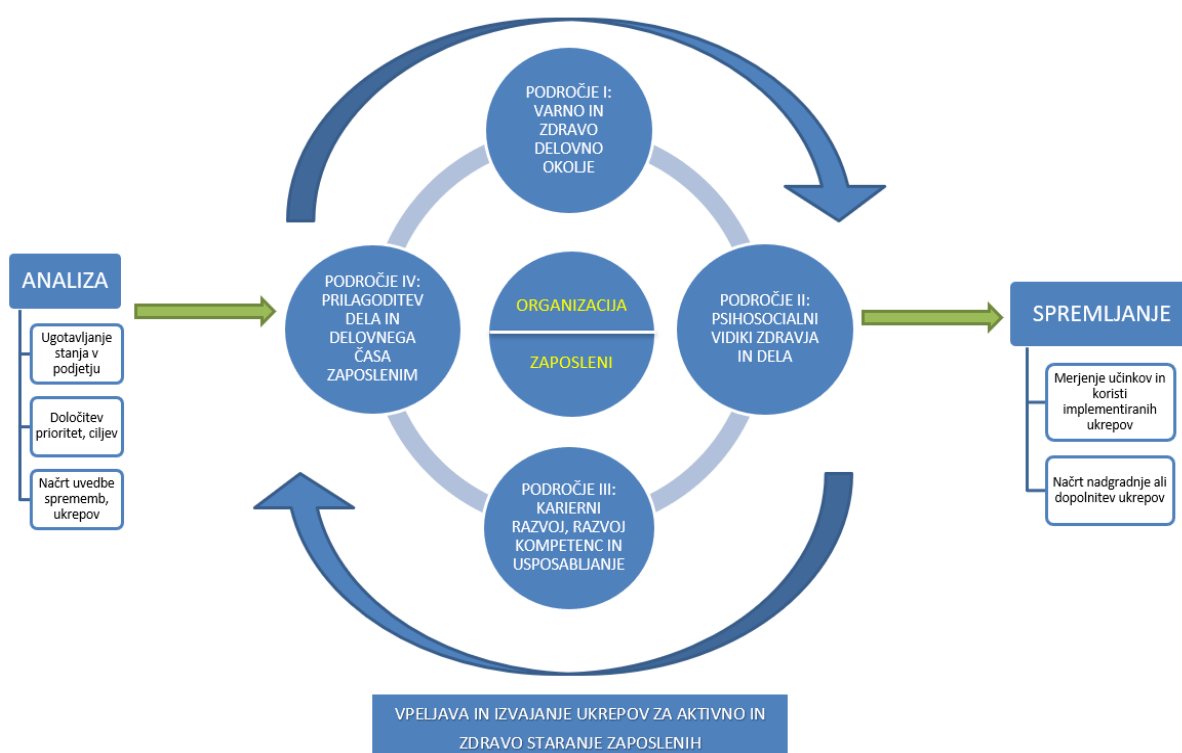 ANALIZA
Ugotavljanje
stanja v
podjetju
Določitev
prioritet, ciljev
Načrt uvedbe
sprememb,
ukrepov
PODROČJE I:
VARNO IN
ZDRAVO
DELOVNO
OKOLJE
PODROČJE IV:
PRILAGODITEV
DELA IN
DELOVNEGA
ČASA
ZAPOSLENIM
ORGANIZACIJA
ZAPOSLENI
PODROČJE II:
PSIHOSOCIALNI
VIDIKI ZDRAVJA
IN DELA
PODROČJE III:
KARIERNI
RAZVOJ, RAZVOJ
KOMPETENC IN
USPOSABLJANJE
SPREMLJANJE
Merjenje učinkov in
koristi
implementiranih
ukrepov
Načrt nadgradnje ali
dopolnitev ukrepov
VPELJAVA IN IZVAJANJE UKREPOV ZA AKTIVNO IN
ZDRAVO STARANJE ZAPOSLENIH